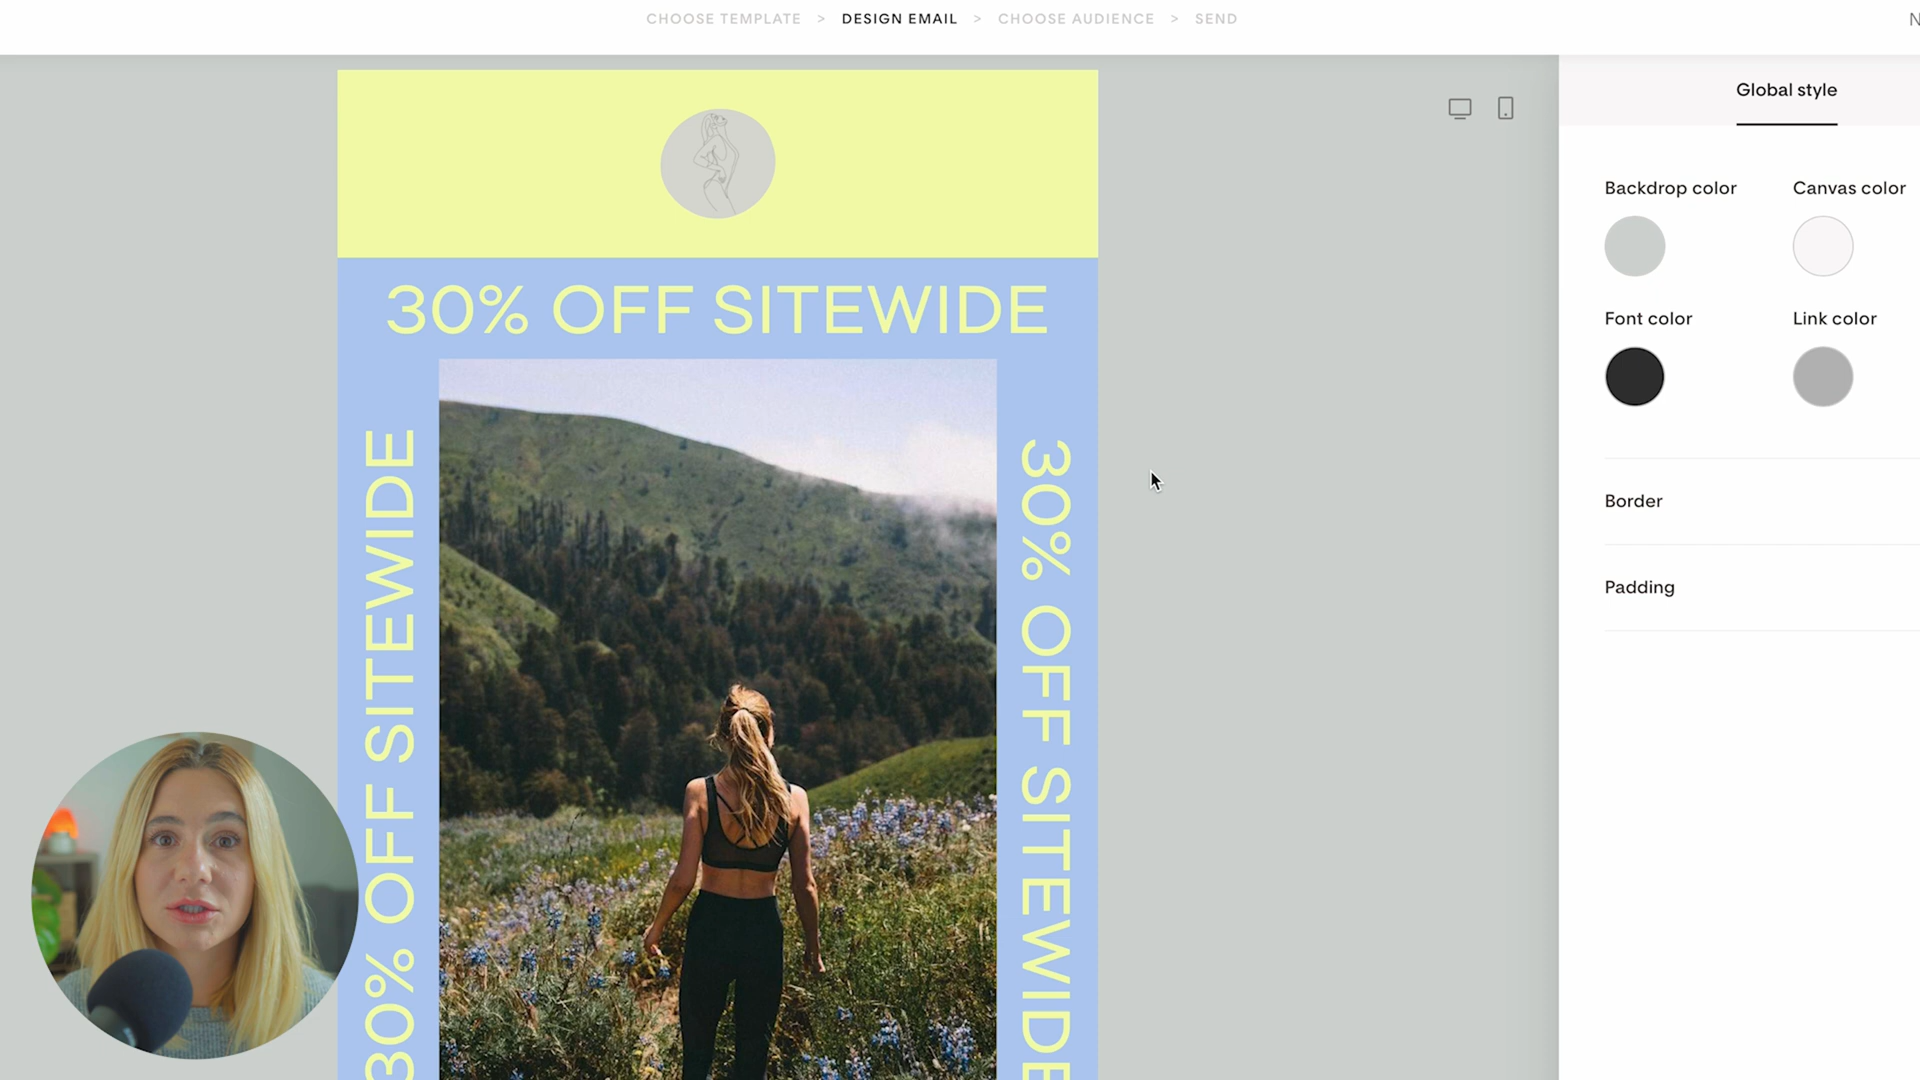 CHOOSE TEMPLATE > DESIGN EMAIL > CHOOSE AUDIENCE > SEND
N
Global style
Backdrop color Canvas color
Font color Link color
Border
Padding
30% OFF SITEWIDE
30% OFF SITEWIDE
30% OFF SITEWIDE